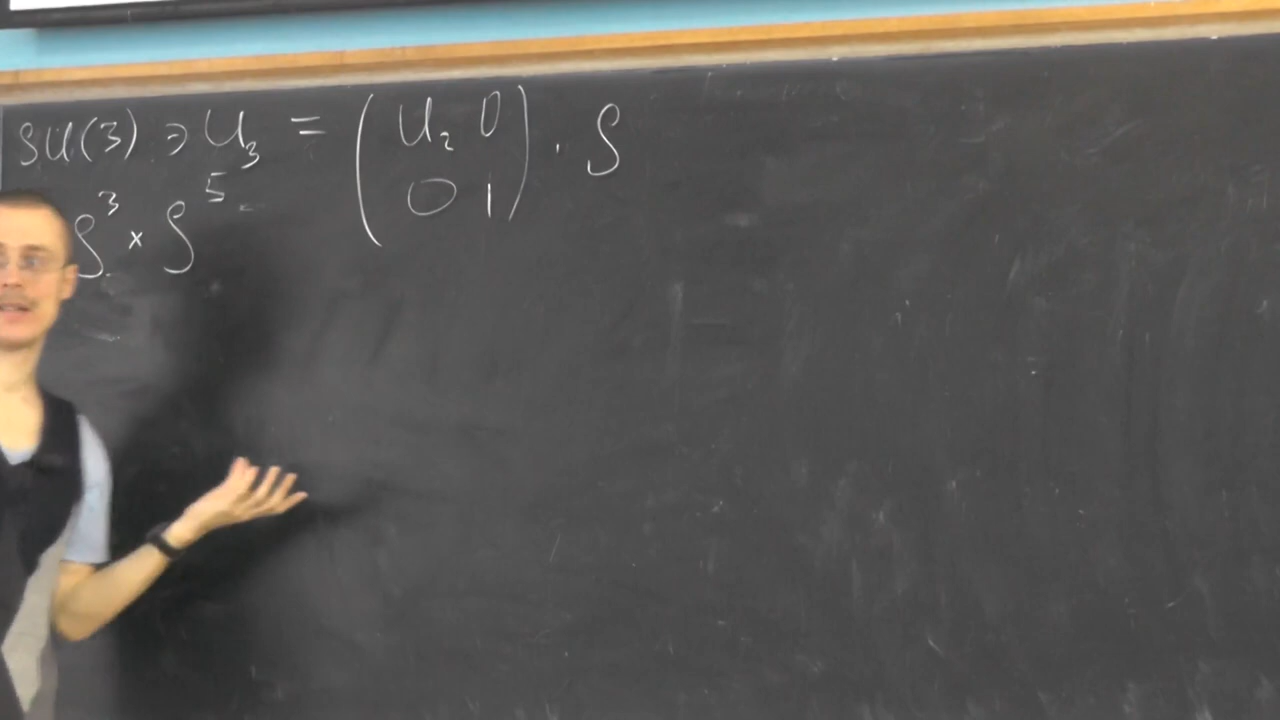 SU(3) ∋ U₃ = ( U₂ 0 ) · S
( 0 1 )
S³ × S⁵